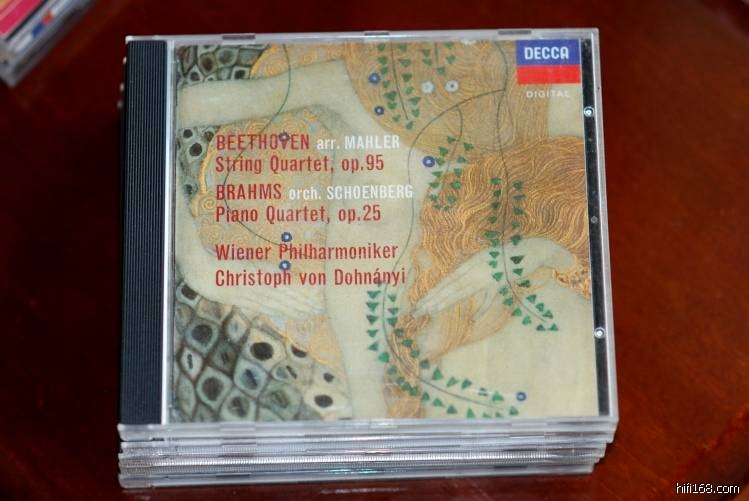 DECCA
DIGITAL
BEETHOVEN arr. MAHLER
String Quartet, op.95
BRAHMS orch. SCHOENBERG
Piano Quartet, op.25
Wiener Philharmoniker
Christoph von Dohnányi
hifi168.com